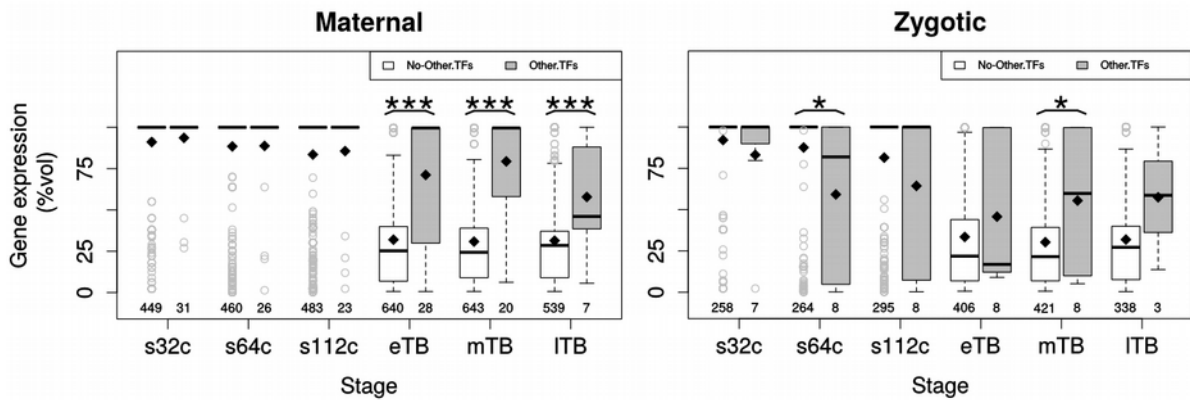 Maternal
No-Other.TFs Other.TFs
*** *** ***
Gene expression
(%vol)
75
25
0
449 31 460 26 483 23 640 28 643 20 539 7
s32c s64c s112c eTB mTB lTB
Stage
Zygotic
No-Other.TFs Other.TFs
* *
75
25
0
258 7 264 8 295 8 406 8 421 8 338 3
s32c s64c s112c eTB mTB lTB
Stage